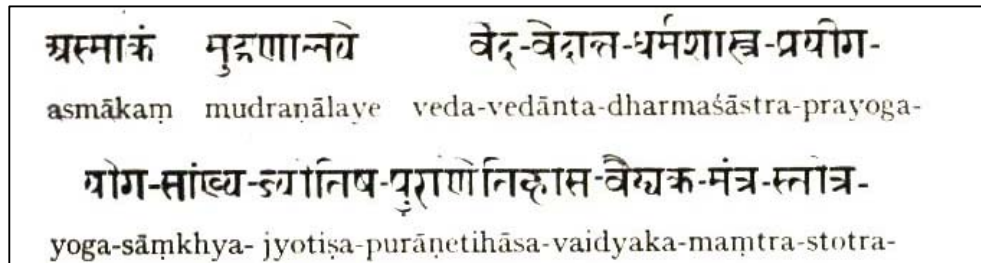 अस्माकं मुद्रणालये वेद-वेदान्त-धर्मशास्त्र-प्रयोग-
asmākaṃ mudraṇālaye veda-vedānta-dharmaśāstra-prayoga-
योग-सांख्य-ज्योतिष-पुराणेतिहास-वैद्यक-मंत्र-स्तोत्र-
yoga-sāṃkhya- jyotiṣa-purāṇetihāsa-vaidyaka-maṃtra-stotra-